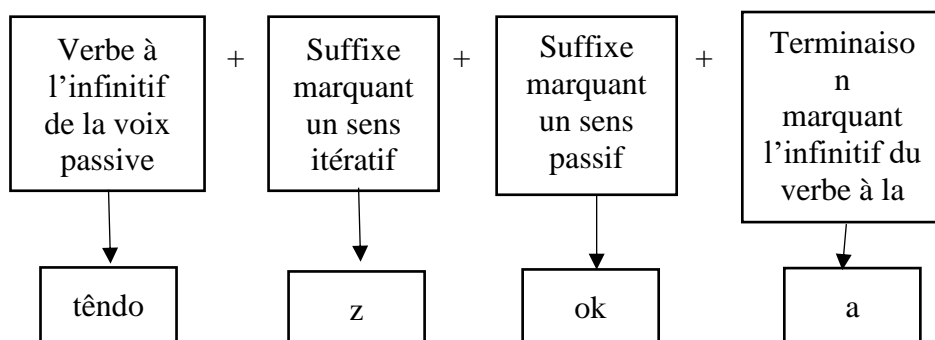 Verbe à
l'infinitif
de la voix
passive
+
Suffixe
marquant
un sens
itératif
+
Suffixe
marquant
un sens
passif
+
Terminaiso
n
marquant
l'infinitif du
verbe à la
têndo
z
ok
a